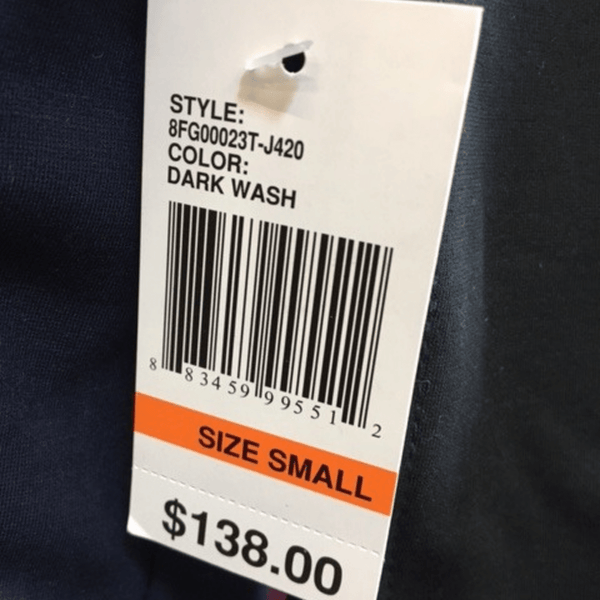 STYLE:
8FG00023T-J420
COLOR:
DARK WASH
8 83459 99551 2
SIZE SMALL
$138.00